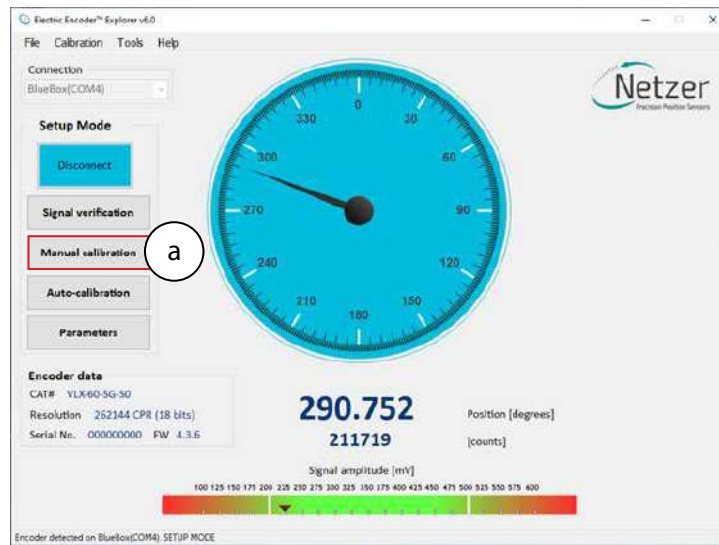 Electric Encoder™ Explorer v6.0
File Calibration Tools Help
Connection
BlueBox(COM4)
Netzer
Precision Position Sensors
Setup Mode
Disconnect
Signal verification
Manual calibration
a
Auto-calibration
Parameters
0
30
60
90
120
150
180
210
240
270
300
330
Encoder data
CAT# YLX-60-SG-S0
Resolution 262144 CPR (18 bits)
Serial No. 000000000 FW 4.3.6
290.752 Position [degrees]
211719 [counts]
Signal amplitude [mV]
100 125 150 175 200 225 250 275 300 325 350 375 400 425 450 475 500 525 550 575 600
Encoder detected on BlueBox(COM4). SETUP MODE